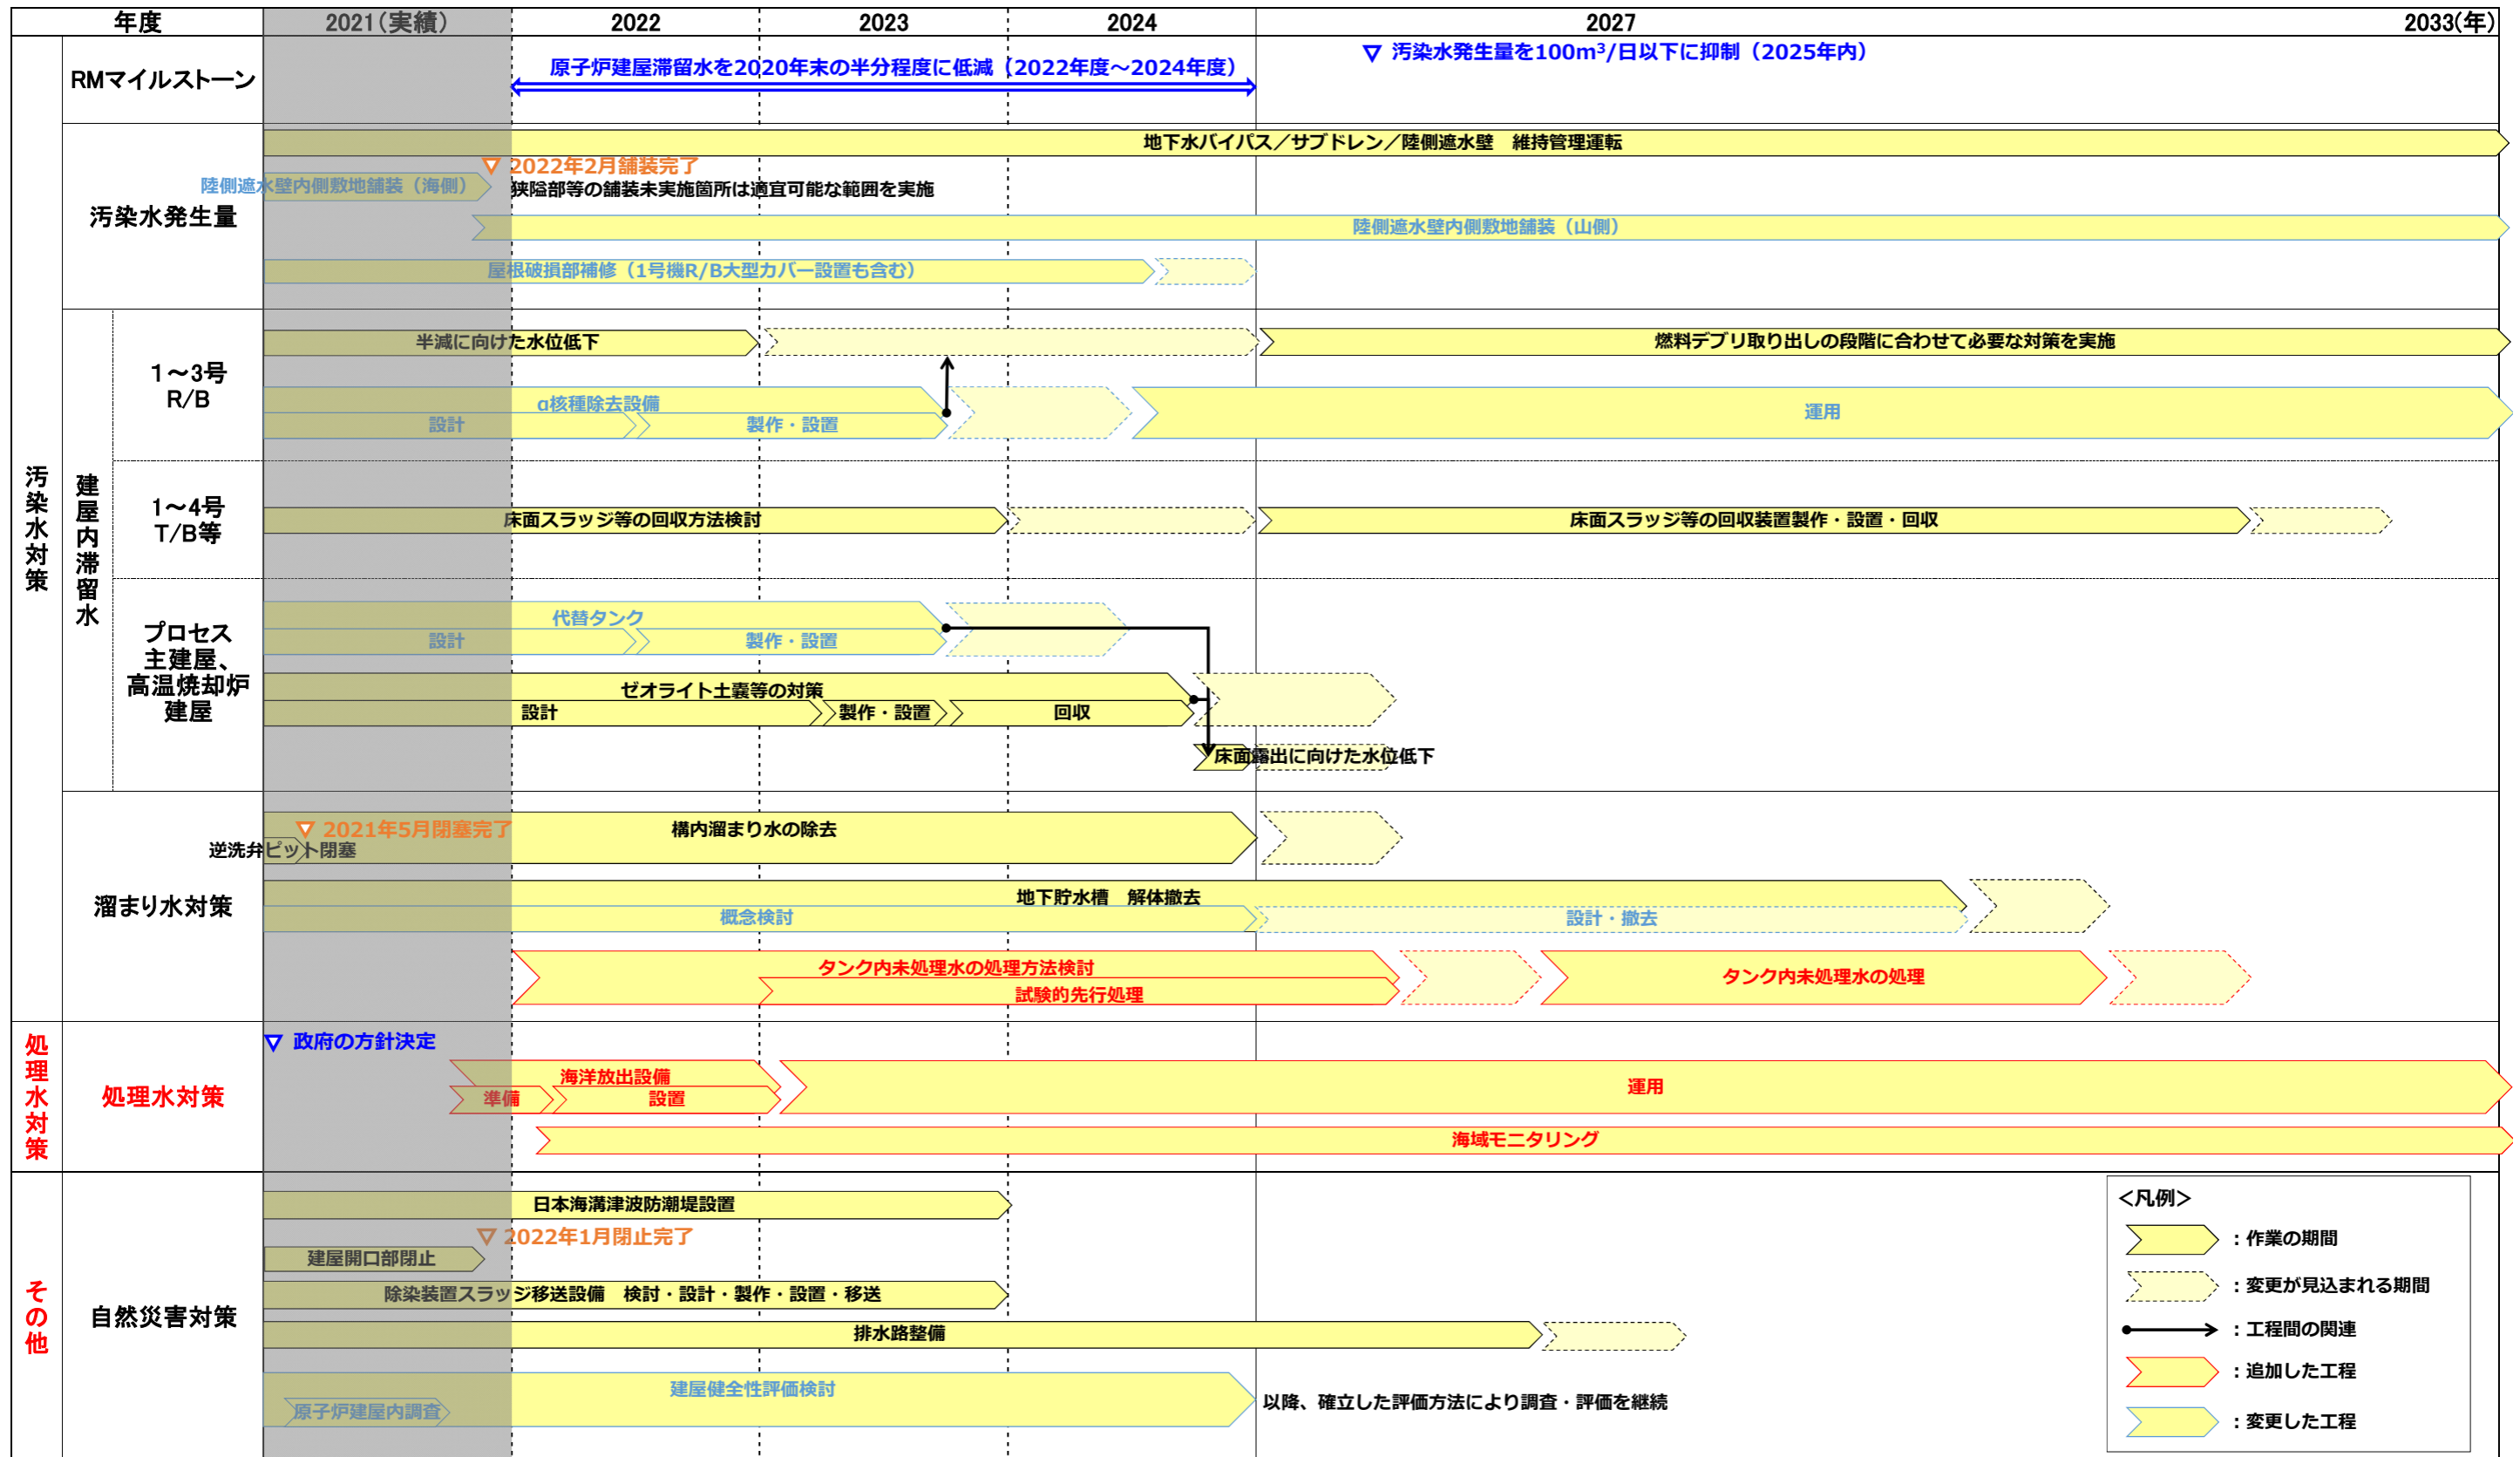 年度
2021(実績)
2022
2023
2024
2027
2033(年)
汚染水対策
RMマイルストーン
原子炉建屋滞留水を2020年末の半分程度に低減（2022年度～2024年度）
▽ 汚染水発生量を100m³/日以下に抑制（2025年内）
汚染水発生量
地下水バイパス／サブドレン／陸側遮水壁　維持管理運転
▽ 2022年2月舗装完了
陸側遮水壁内側敷地舗装（海側）
狭隘部等の舗装未実施箇所は適宜可能な範囲を実施
陸側遮水壁内側敷地舗装（山側）
屋根破損部補修（1号機R/B大型カバー設置も含む）
建屋内滞留水
1～3号
R/B
半減に向けた水位低下
燃料デブリ取り出しの段階に合わせて必要な対策を実施
α核種除去設備
設計
製作・設置
運用
1～4号
T/B等
床面スラッジ等の回収方法検討
床面スラッジ等の回収装置製作・設置・回収
プロセス
主建屋、
高温焼却炉
建屋
代替タンク
設計
製作・設置
ゼオライト土嚢等の対策
設計
製作・設置
回収
床面露出に向けた水位低下
溜まり水対策
▽ 2021年5月閉塞完了
構内溜まり水の除去
逆洗弁ピット閉塞
地下貯水槽　解体撤去
概念検討
設計・撤去
タンク内未処理水の処理方法検討
試験的先行処理
タンク内未処理水の処理
処理水対策
処理水対策
▽ 政府の方針決定
海洋放出設備
準備
設置
運用
海域モニタリング
その他
自然災害対策
日本海溝津波防潮堤設置
▽ 2022年1月閉止完了
建屋開口部閉止
除染装置スラッジ移送設備　検討・設計・製作・設置・移送
排水路整備
建屋健全性評価検討
原子炉建屋内調査
以降、確立した評価方法により調査・評価を継続
＜凡例＞
：作業の期間
：変更が見込まれる期間
：工程間の関連
：追加した工程
：変更した工程